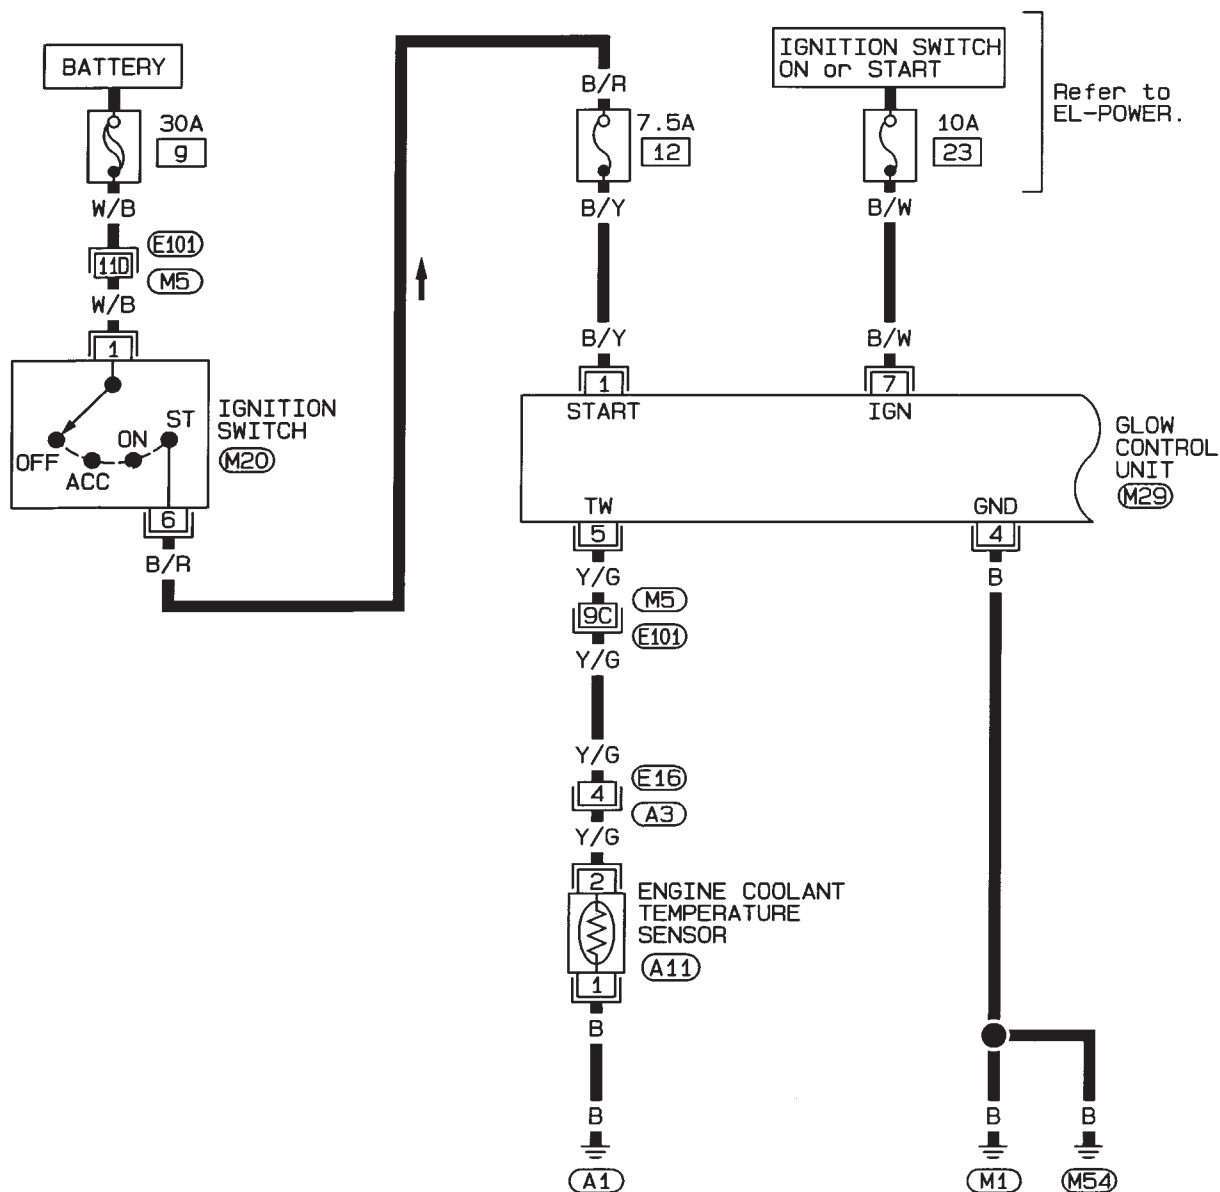 BATTERY
30A
9
W/B
11D
E101
M5
W/B
1
IGNITION
SWITCH
M20
OFF
ACC
ON
ST
6
B/R
B/R
7.5A
12
B/Y
B/Y
1
START
IGNITION SWITCH
ON or START
10A
23
B/W
B/W
7
IGN
Refer to
EL-POWER.
GLOW
CONTROL
UNIT
M29
TW
5
Y/G
9C
M5
E101
Y/G
Y/G
4
E16
A3
Y/G
2
ENGINE COOLANT
TEMPERATURE
SENSOR
A11
1
B
B
A1
GND
4
B
B
M1
B
M54